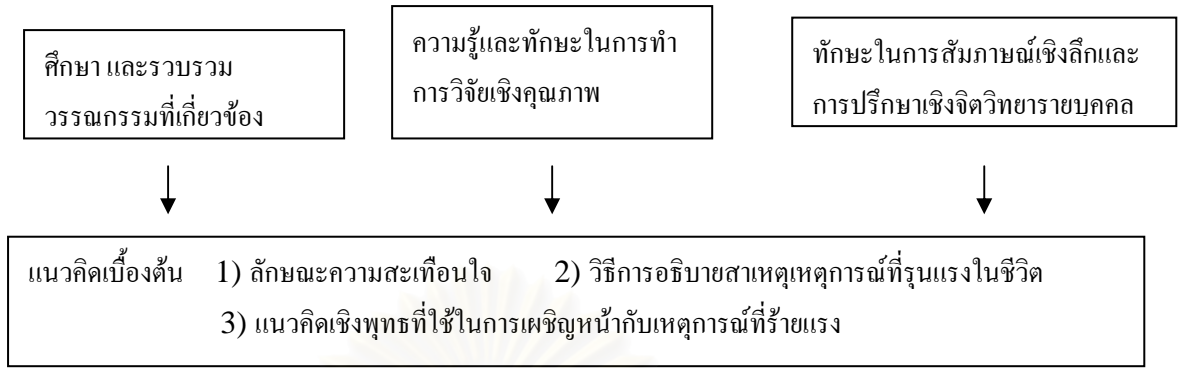 ศึกษา และรวบรวม
วรรณกรรมที่เกี่ยวข้อง
ความรู้และทักษะในการทำ
การวิจัยเชิงคุณภาพ
ทักษะในการสัมภาษณ์เชิงลึกและ
การปรึกษาเชิงจิตวิทยารายบุคคล
แนวคิดเบื้องต้น 1) ลักษณะความสะเทือนใจ 2) วิธีการอธิบายสาเหตุเหตุการณ์ที่รุนแรงในชีวิต
3) แนวคิดเชิงพุทธที่ใช้ในการเผชิญหน้ากับเหตุการณ์ที่ร้ายแรง